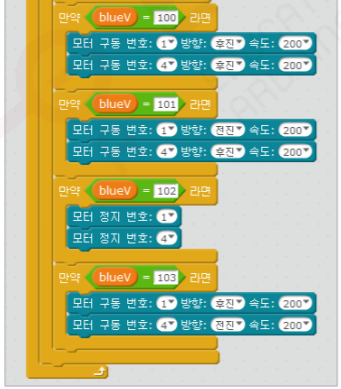 만약 blueV = 100 라면
모터 구동 번호: 1 방향: 후진 속도: 200
모터 구동 번호: 4 방향: 후진 속도: 200
만약 blueV = 101 라면
모터 구동 번호: 1 방향: 전진 속도: 200
모터 구동 번호: 4 방향: 후진 속도: 200
만약 blueV = 102 라면
모터 정지 번호: 1
모터 정지 번호: 4
만약 blueV = 103 라면
모터 구동 번호: 1 방향: 후진 속도: 200
모터 구동 번호: 4 방향: 전진 속도: 200